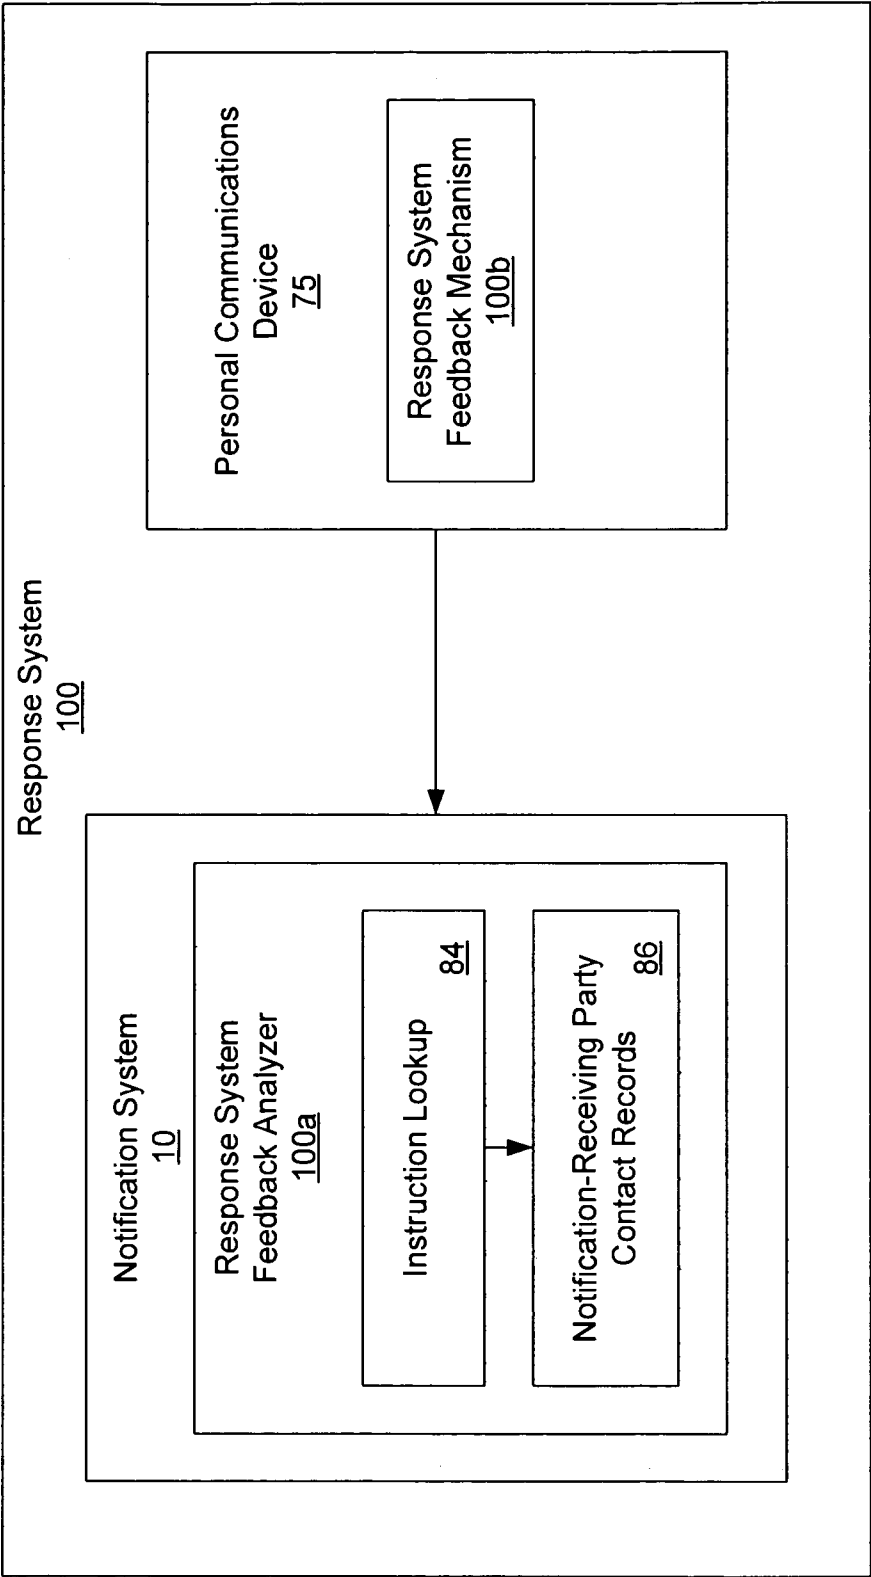 Response System
100
Notification System
10
Response System
Feedback Analyzer
100a
Instruction Lookup
84
Notification-Receiving Party
Contact Records
86
Personal Communications
Device
75
Response System
Feedback Mechanism
100b